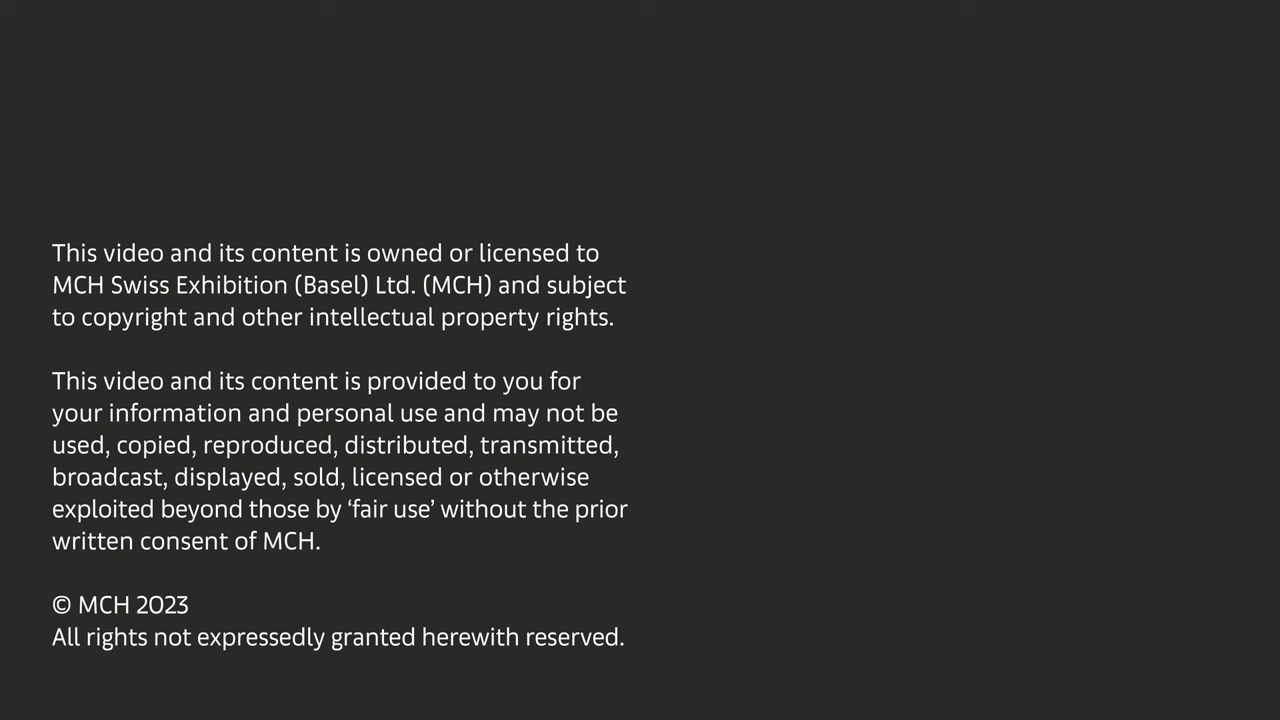 This video and its content is owned or licensed to
MCH Swiss Exhibition (Basel) Ltd. (MCH) and subject
to copyright and other intellectual property rights.
This video and its content is provided to you for
your information and personal use and may not be
used, copied, reproduced, distributed, transmitted,
broadcast, displayed, sold, licensed or otherwise
exploited beyond those by ‘fair use’ without the prior
written consent of MCH.
© MCH 2023
All rights not expressedly granted herewith reserved.